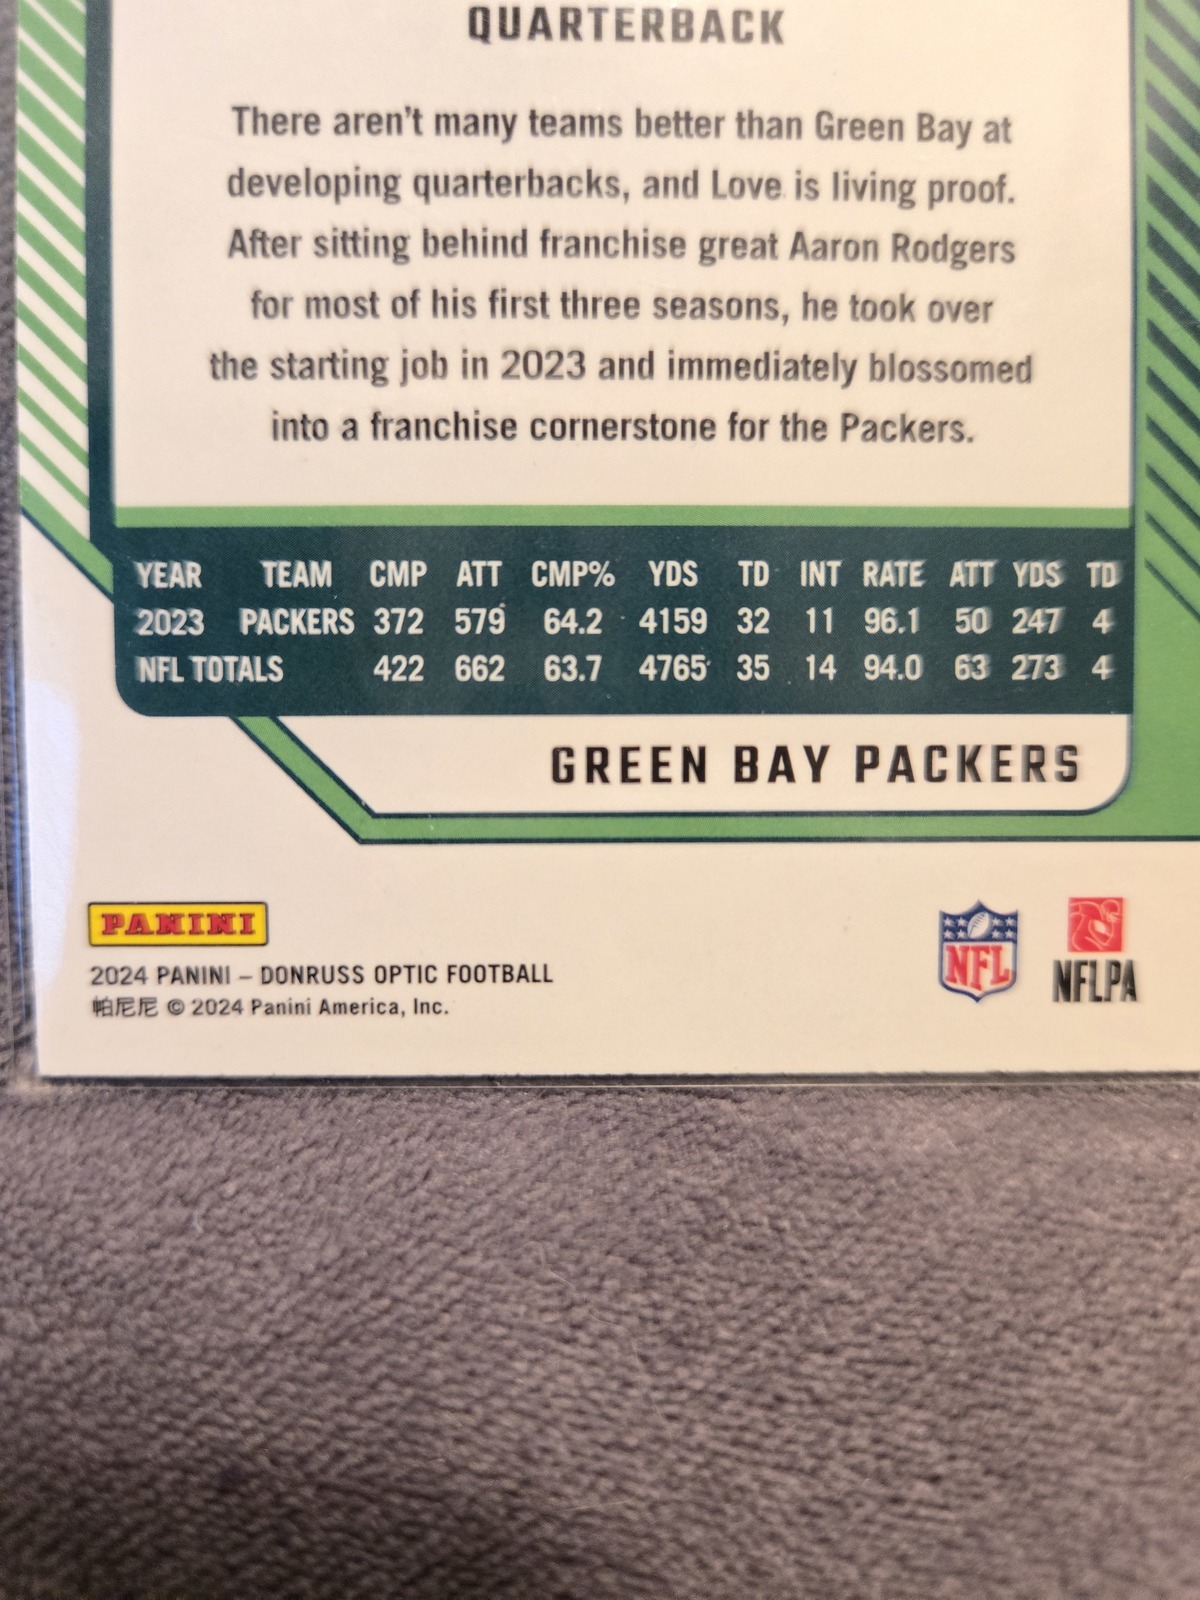 QUARTERBACK
There aren't many teams better than Green Bay at
developing quarterbacks, and Love is living proof.
After sitting behind franchise great Aaron Rodgers
for most of his first three seasons, he took over
the starting job in 2023 and immediately blossomed
into a franchise cornerstone for the Packers.
YEAR TEAM CMP ATT CMP% YDS TD INT RATE ATT YDS TD
2023 PACKERS 372 579 64.2 4159 32 11 96.1 50 247 4
NFL TOTALS 422 662 63.7 4765 35 14 94.0 63 273 4
GREEN BAY PACKERS
PANINI
2024 PANINI – DONRUSS OPTIC FOOTBALL
帕尼尼 © 2024 Panini America, Inc.
NFL
NFLPA